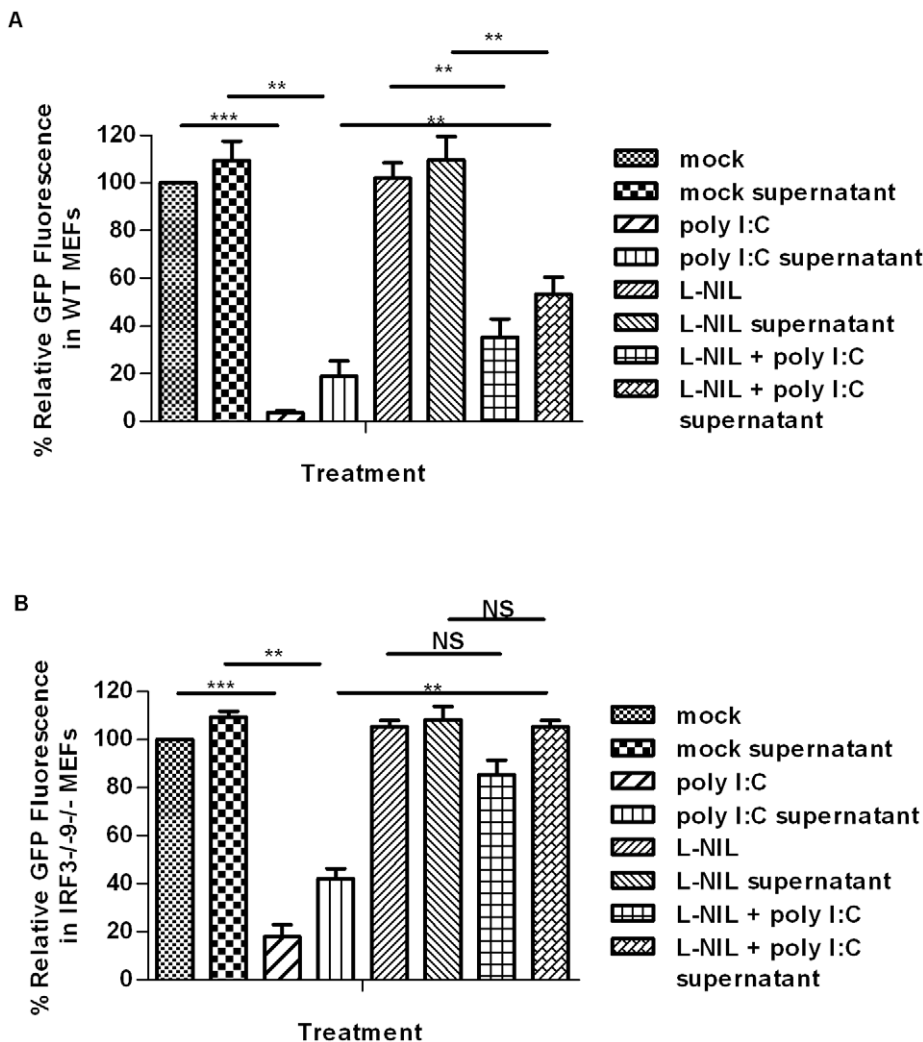 A
**
**
**
***
**
120
100
80
60
40
20
0
% Relative GFP Fluorescence
in WT MEFs
Treatment
mock
mock supernatant
poly I:C
poly I:C supernatant
L-NIL
L-NIL supernatant
L-NIL + poly I:C
L-NIL + poly I:C
supernatant
B
NS
NS
**
***
**
120
100
80
60
40
20
0
% Relative GFP Fluorescence
in IRF3-/-9-/- MEFs
Treatment
mock
mock supernatant
poly I:C
poly I:C supernatant
L-NIL
L-NIL supernatant
L-NIL + poly I:C
L-NIL + poly I:C
supernatant